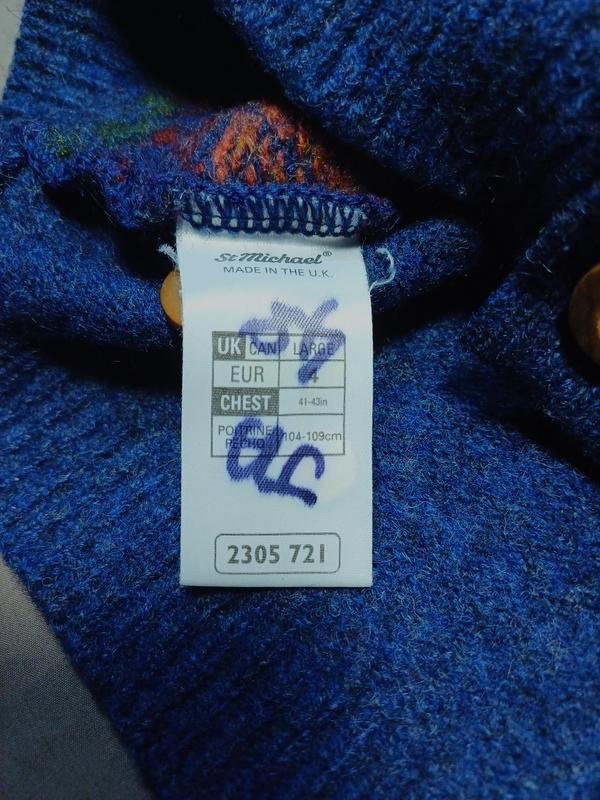 St Michael®
MADE IN THE U.K.
UK CAN LARGE
EUR 4
CHEST 41-43in
POITRINE 104-109cm
PECHO
2305 721